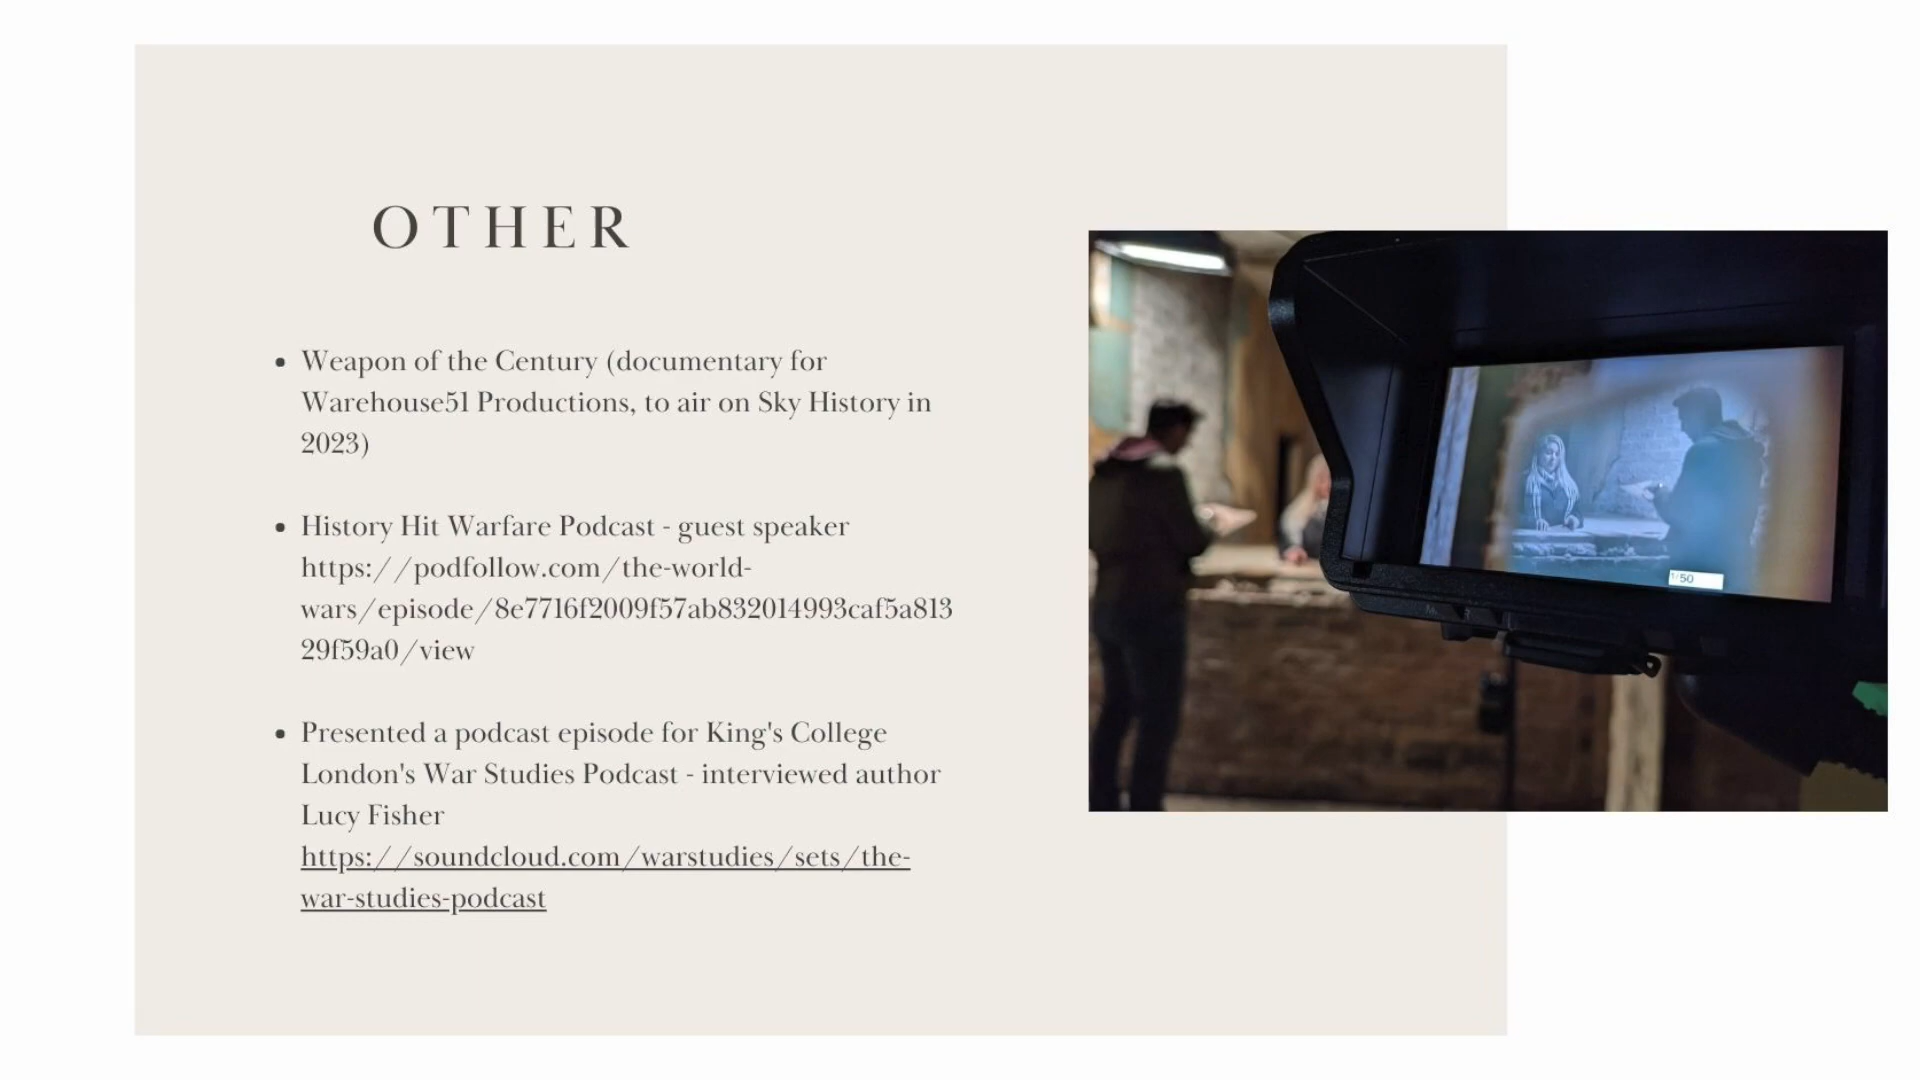 OTHER
• Weapon of the Century (documentary for
Warehouse51 Productions, to air on Sky History in
2023)
• History Hit Warfare Podcast - guest speaker
https://podfollow.com/the-world-
wars/episode/8e7716f2009f57ab832014993caf5a813
29f59a0/view
• Presented a podcast episode for King's College
London's War Studies Podcast - interviewed author
Lucy Fisher
https://soundcloud.com/warstudies/sets/the-
war-studies-podcast
1/50